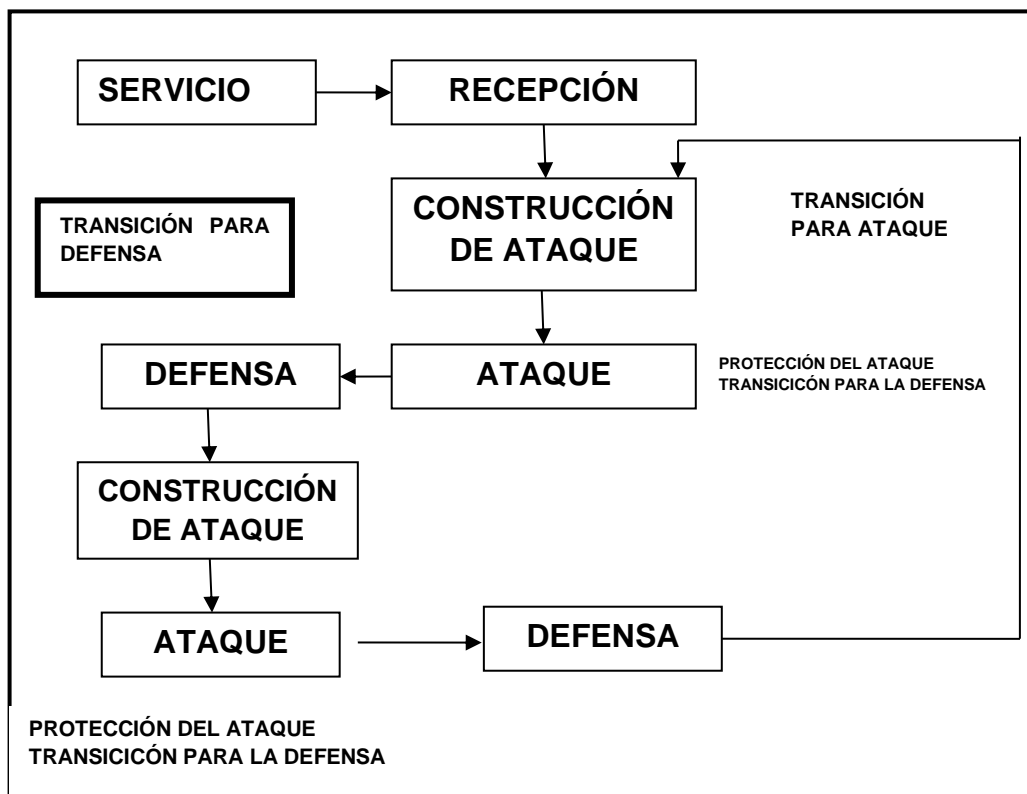 SERVICIO
RECEPCIÓN
CONSTRUCCIÓN
DE ATAQUE
TRANSICIÓN
PARA ATAQUE
TRANSICIÓN PARA
DEFENSA
DEFENSA
ATAQUE
PROTECCIÓN DEL ATAQUE
TRANSICICÓN PARA LA DEFENSA
CONSTRUCCIÓN
DE ATAQUE
ATAQUE
DEFENSA
PROTECCIÓN DEL ATAQUE
TRANSICICÓN PARA LA DEFENSA